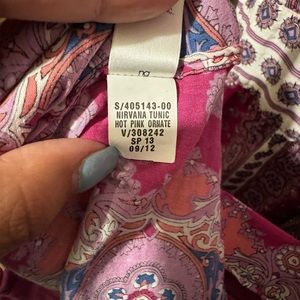 S/405143-00
NIRVANA TUNIC
HOT PINK ORNATE
V/308242
SP 13
09/12